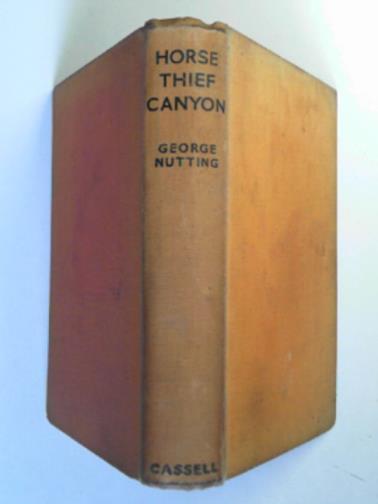 HORSE
THIEF
CANYON
GEORGE
NUTTING
CASSELL